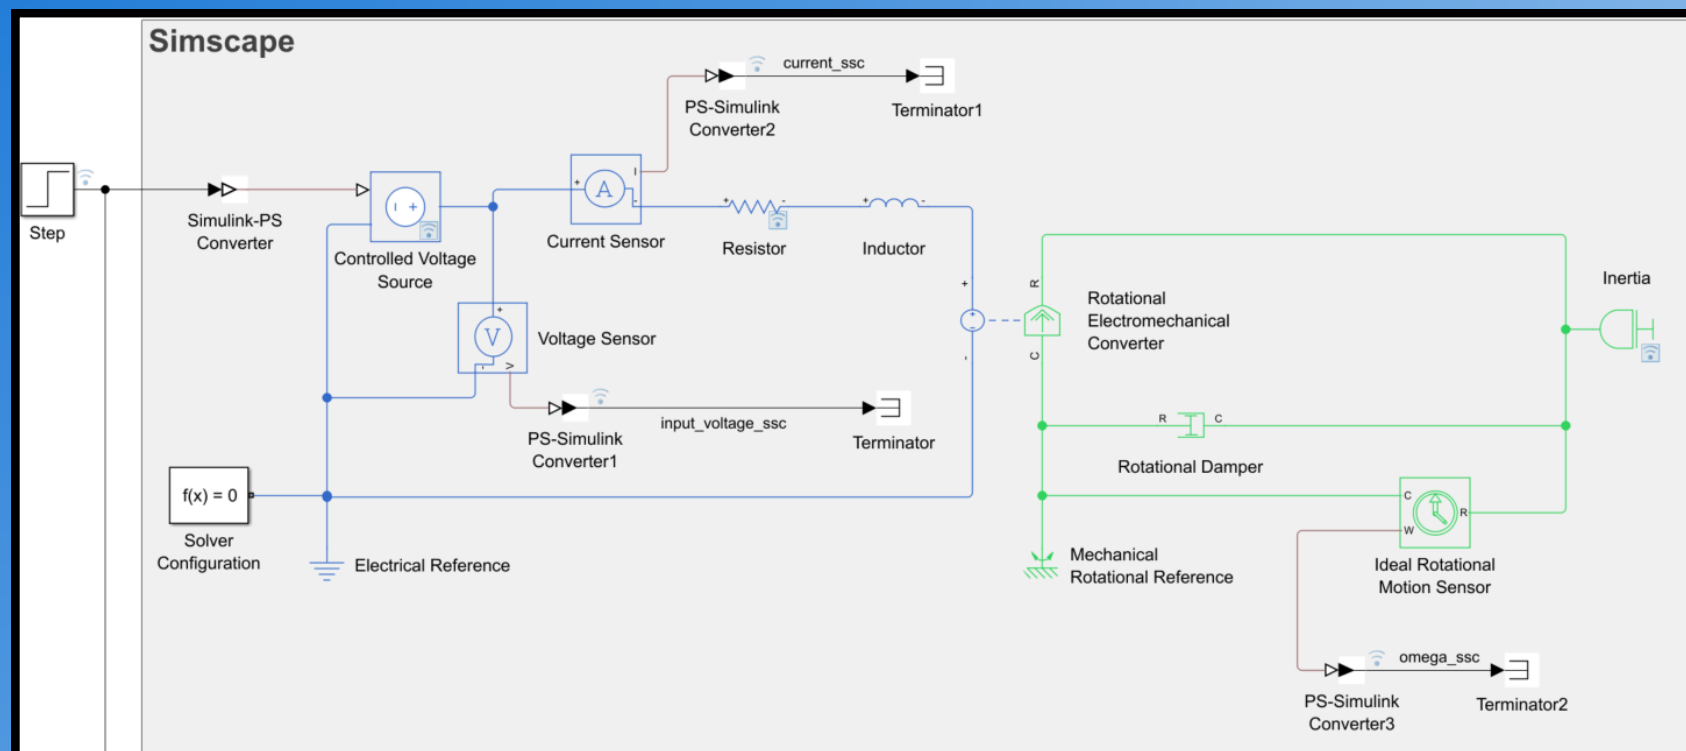 Simscape
current_ssc
PS-Simulink
Converter2
Terminator1
Step
Simulink-PS
Converter
+
Controlled Voltage
Source
+
A
I
-
Current Sensor
+
-
Resistor
+
-
Inductor
+
V
-
V
Voltage Sensor
input_voltage_ssc
PS-Simulink
Converter1
Terminator
+
-
R
C
Rotational
Electromechanical
Converter
Inertia
R
C
Rotational Damper
f(x) = 0
Solver
Configuration
Electrical Reference
Mechanical
Rotational Reference
C
R
W
Ideal Rotational
Motion Sensor
omega_ssc
PS-Simulink
Converter3
Terminator2